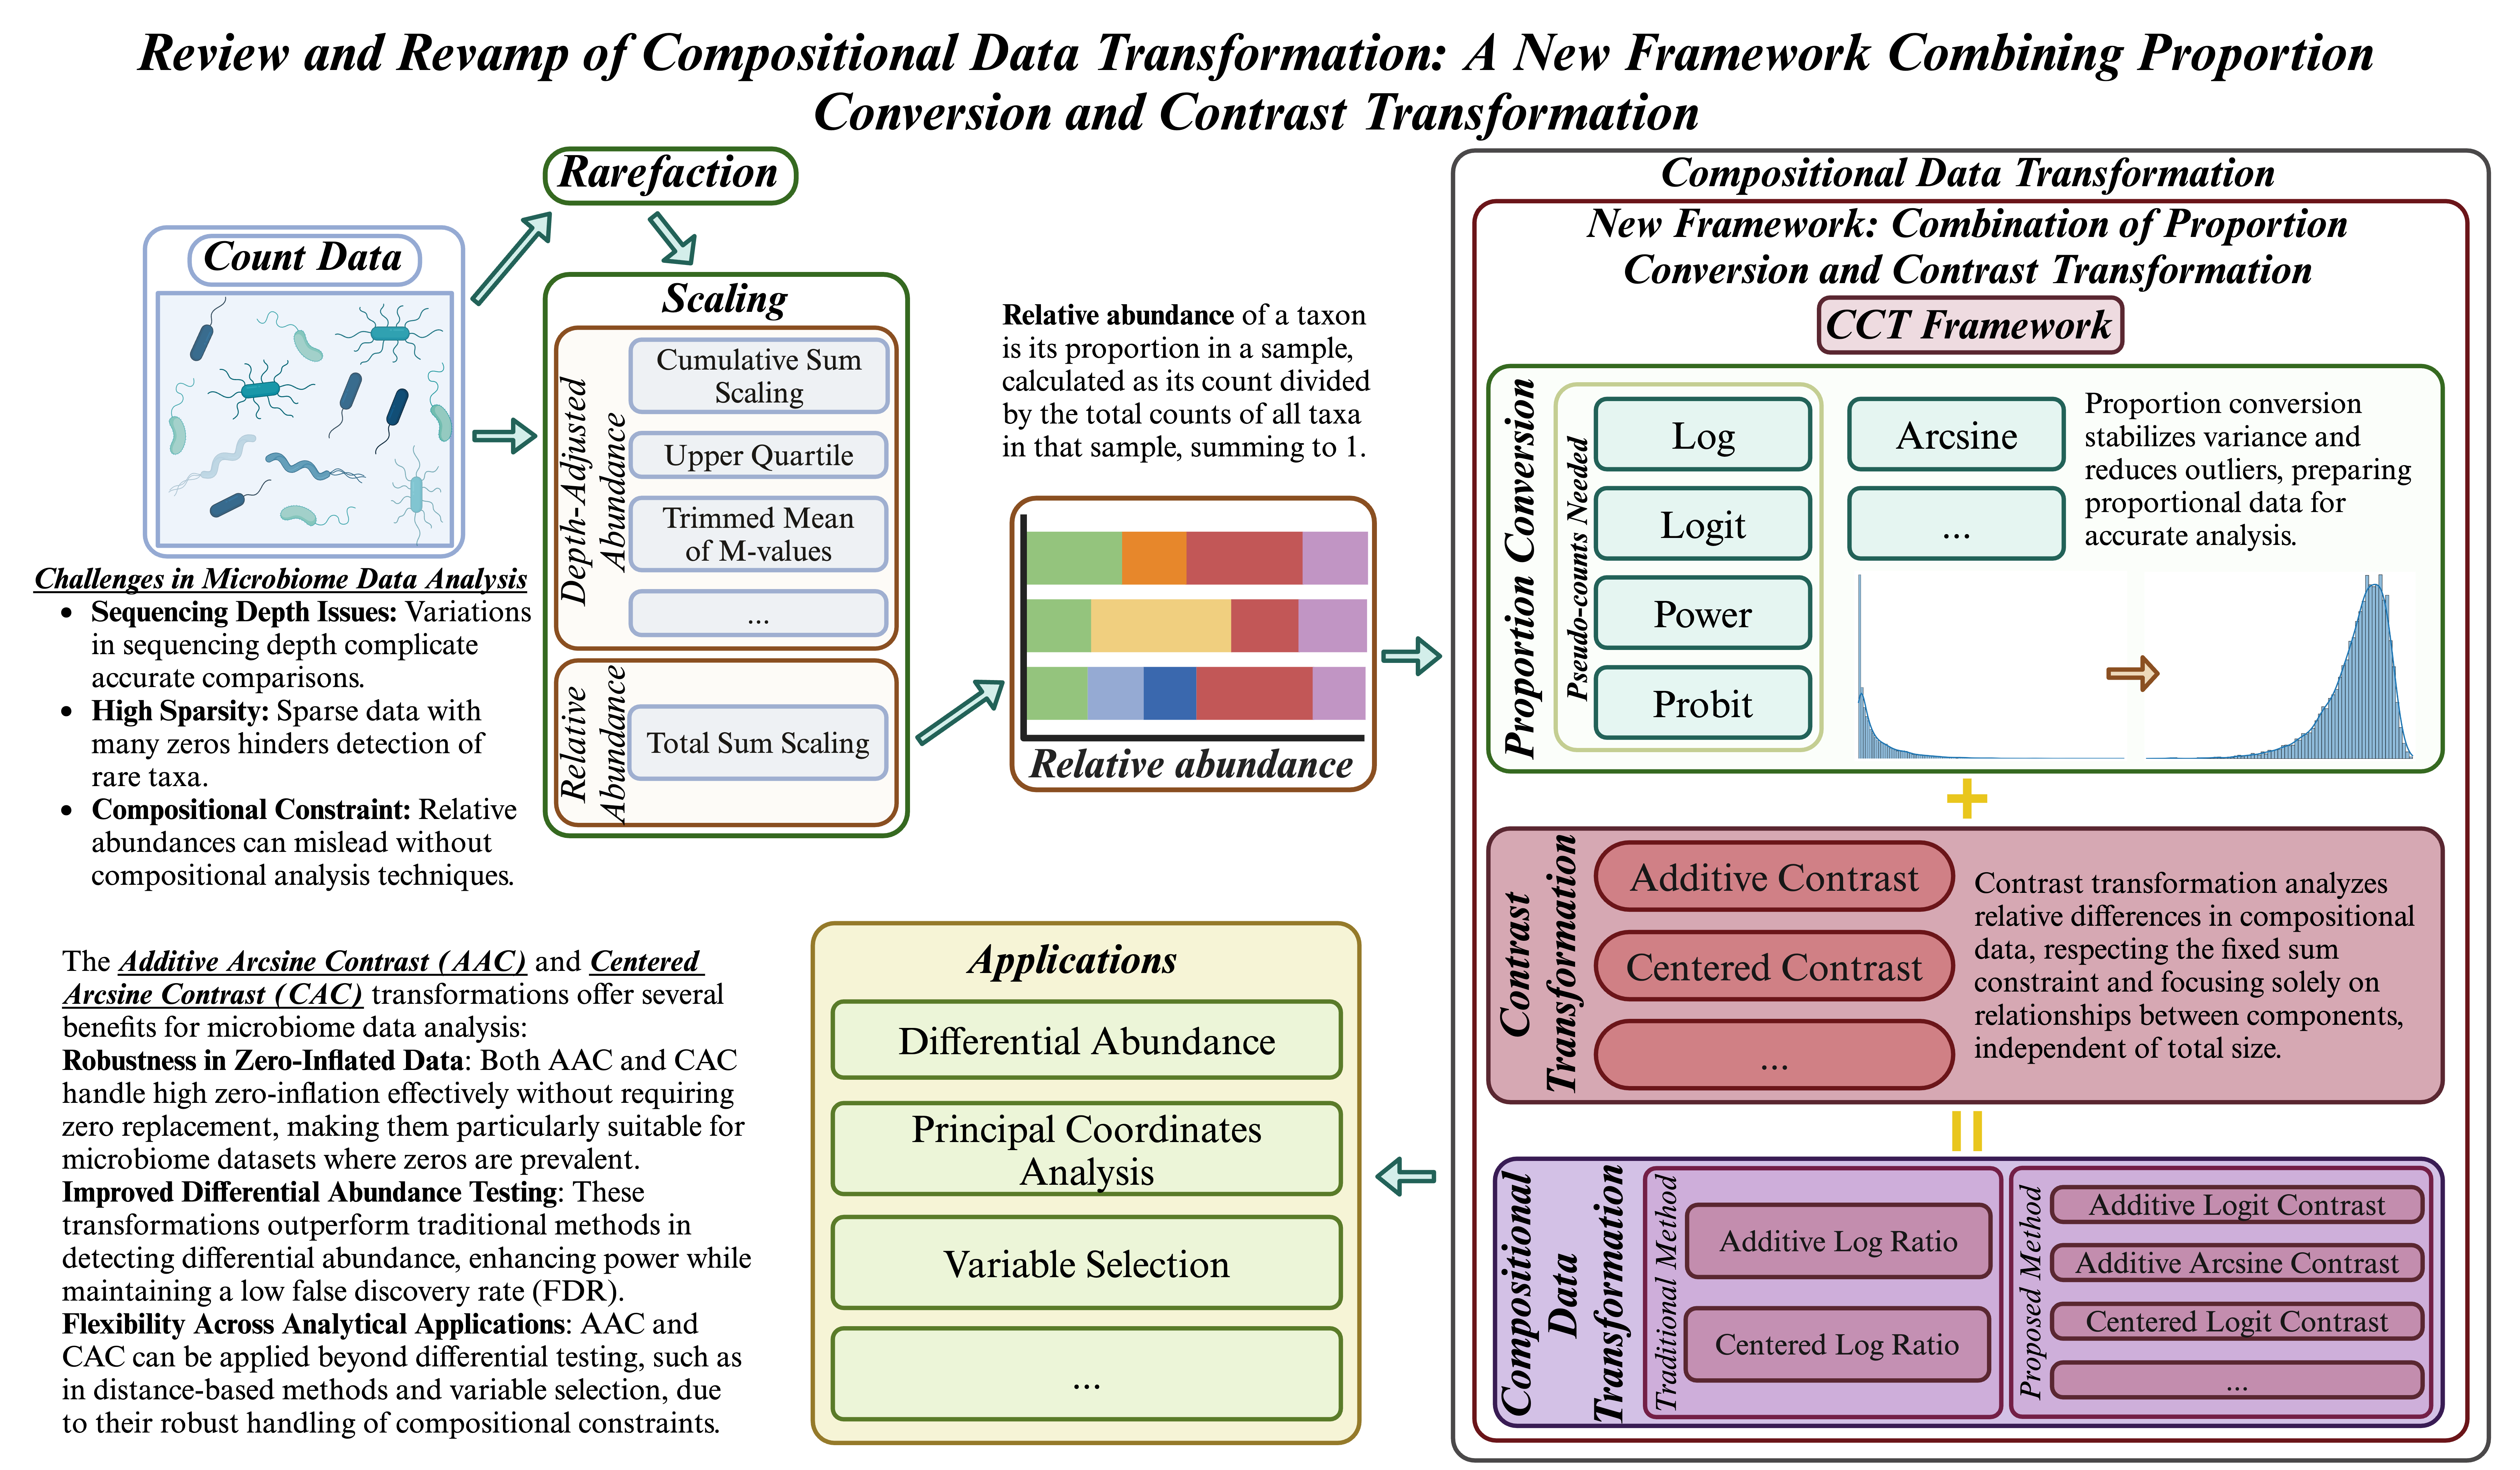 Review and Revamp of Compositional Data Transformation: A New Framework Combining Proportion
Conversion and Contrast Transformation
Rarefaction
Count Data
Challenges in Microbiome Data Analysis
• Sequencing Depth Issues: Variations
in sequencing depth complicate
accurate comparisons.
• High Sparsity: Sparse data with
many zeros hinders detection of
rare taxa.
• Compositional Constraint: Relative
abundances can mislead without
compositional analysis techniques.
Scaling
Depth-Adjusted
Abundance
Cumulative Sum
Scaling
Upper Quartile
Trimmed Mean
of M-values
...
Relative
Abundance
Total Sum Scaling
Relative abundance of a taxon
is its proportion in a sample,
calculated as its count divided
by the total counts of all taxa
in that sample, summing to 1.
Relative abundance
Compositional Data Transformation
New Framework: Combination of Proportion
Conversion and Contrast Transformation
CCT Framework
Proportion Conversion
Pseudo-counts Needed
Log
Logit
Power
Probit
Arcsine
...
Proportion conversion
stabilizes variance and
reduces outliers, preparing
proportional data for
accurate analysis.
+
Contrast
Transformation
Additive Contrast
Centered Contrast
...
Contrast transformation analyzes
relative differences in compositional
data, respecting the fixed sum
constraint and focusing solely on
relationships between components,
independent of total size.
=
Compositional
Data
Transformation
Traditional Method
Additive Log Ratio
Centered Log Ratio
Proposed Method
Additive Logit Contrast
Additive Arcsine Contrast
Centered Logit Contrast
...
Applications
Differential Abundance
Principal Coordinates
Analysis
Variable Selection
...
The Additive Arcsine Contrast (AAC) and Centered
Arcsine Contrast (CAC) transformations offer several
benefits for microbiome data analysis:
Robustness in Zero-Inflated Data: Both AAC and CAC
handle high zero-inflation effectively without requiring
zero replacement, making them particularly suitable for
microbiome datasets where zeros are prevalent.
Improved Differential Abundance Testing: These
transformations outperform traditional methods in
detecting differential abundance, enhancing power while
maintaining a low false discovery rate (FDR).
Flexibility Across Analytical Applications: AAC and
CAC can be applied beyond differential testing, such as
in distance-based methods and variable selection, due
to their robust handling of compositional constraints.